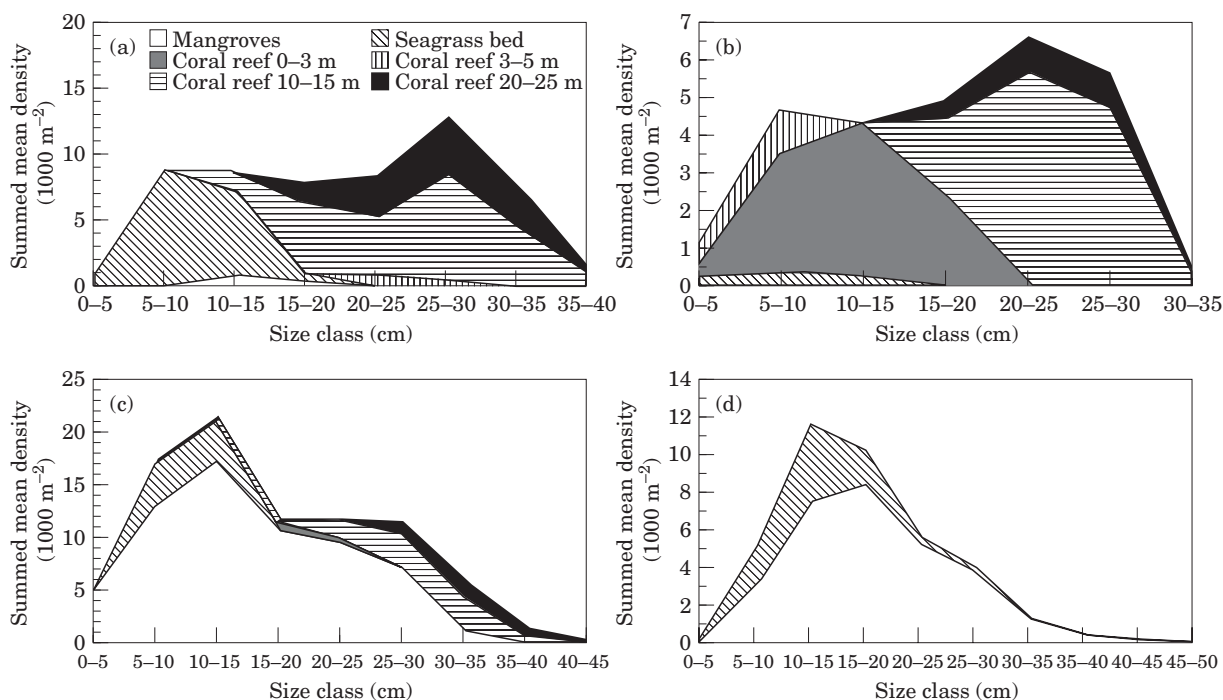 20
15
10
5
0
Summed mean density
(1000 m⁻²)
(a)
Mangroves
Seagrass bed
Coral reef 0–3 m
Coral reef 3–5 m
Coral reef 10–15 m
Coral reef 20–25 m
0–5 5–10 10–15 15–20 20–25 25–30 30–35 35–40
Size class (cm)
7
6
5
4
3
2
1
0
Summed mean density
(1000 m⁻²)
(b)
0–5 5–10 10–15 15–20 20–25 25–30 30–35
Size class (cm)
25
20
15
10
5
0
Summed mean density
(1000 m⁻²)
(c)
0–5 5–10 10–15 15–20 20–25 25–30 30–35 35–40 40–45
Size class (cm)
14
12
10
8
6
4
2
0
Summed mean density
(1000 m⁻²)
(d)
0–5 5–10 10–15 15–20 20–25 25–30 30–35 35–40 40–45 45–50
Size class (cm)